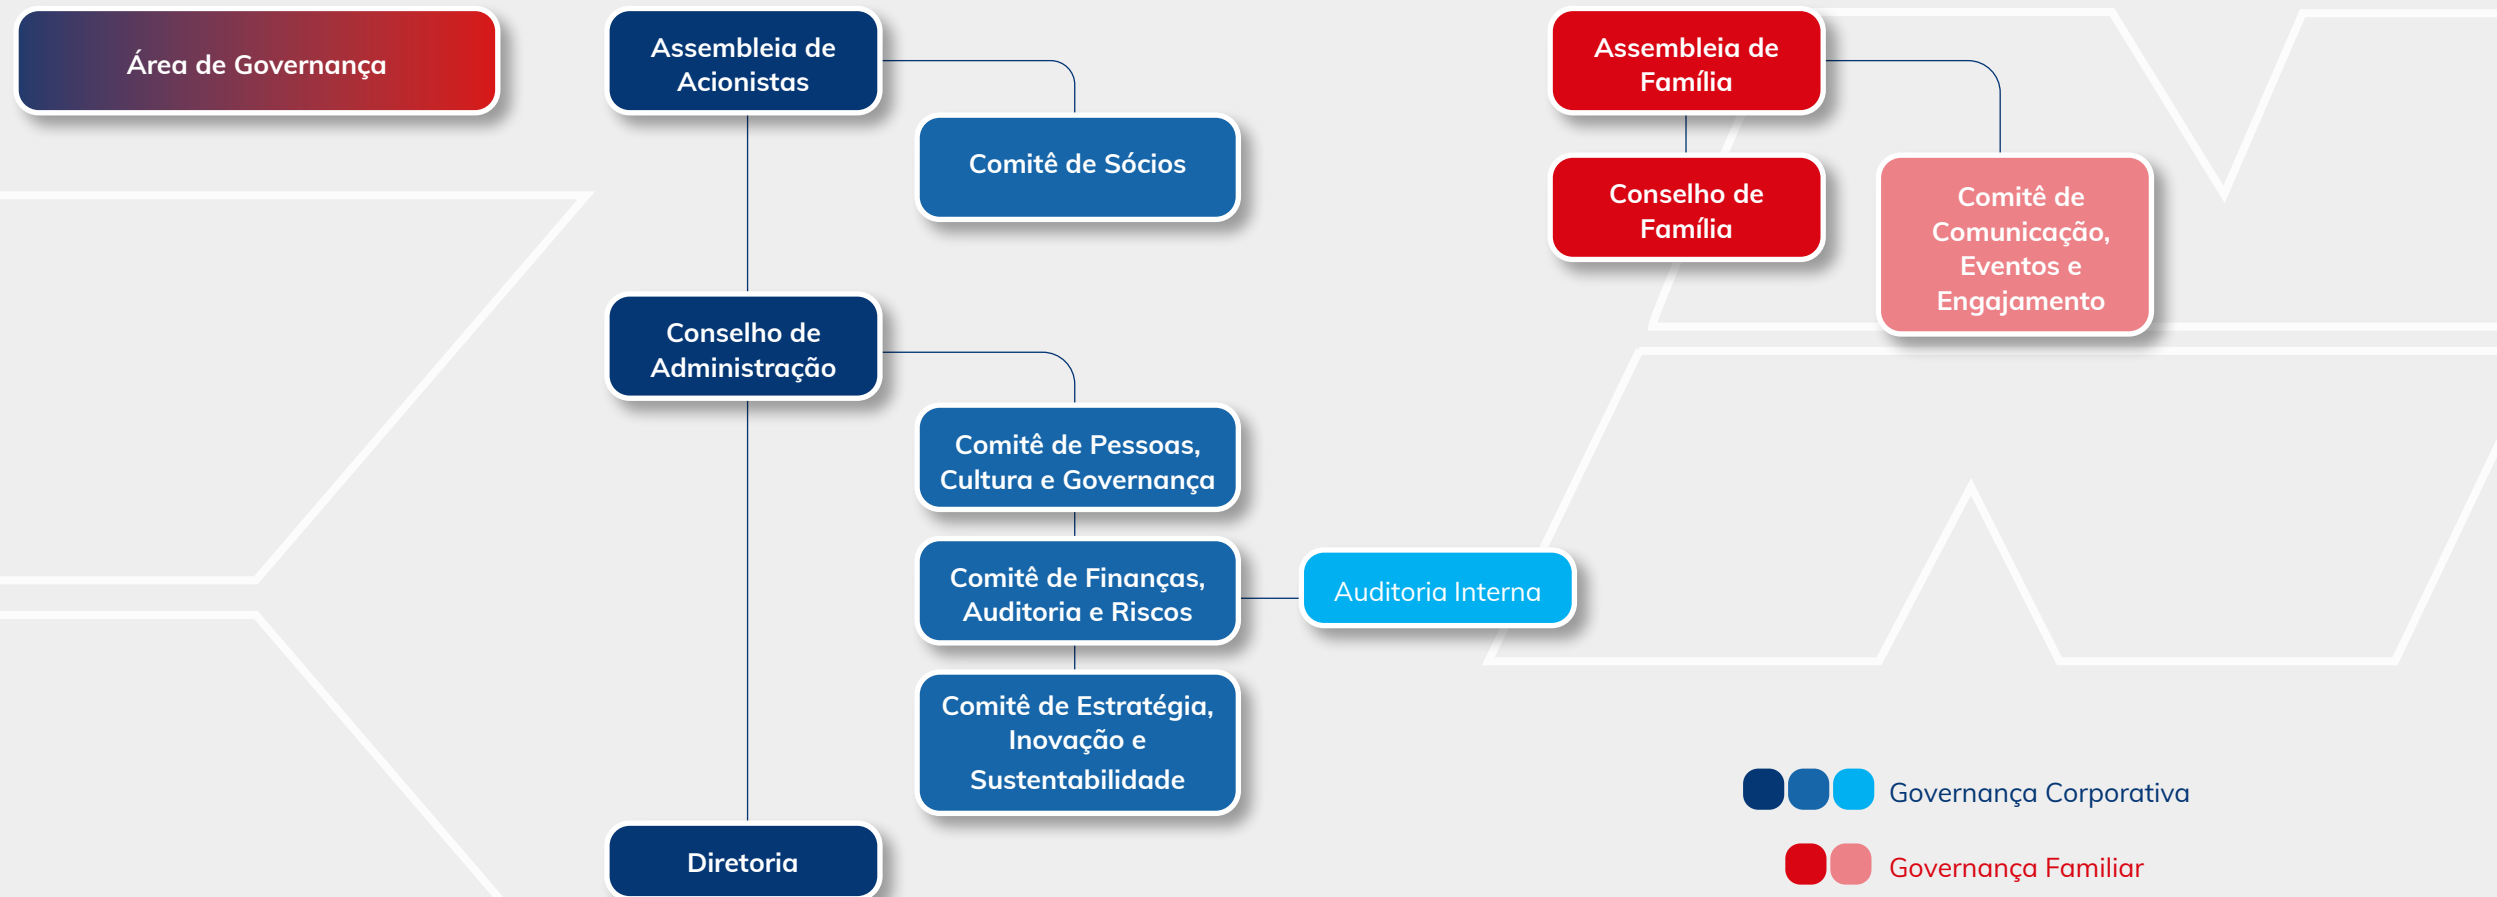 Área de Governança
Assembleia de
Acionistas
Comitê de Sócios
Conselho de
Administração
Comitê de Pessoas,
Cultura e Governança
Comitê de Finanças,
Auditoria e Riscos
Auditoria Interna
Comitê de Estratégia,
Inovação e
Sustentabilidade
Diretoria
Assembleia de
Família
Conselho de
Família
Comitê de
Comunicação,
Eventos e
Engajamento
Governança Corporativa
Governança Familiar